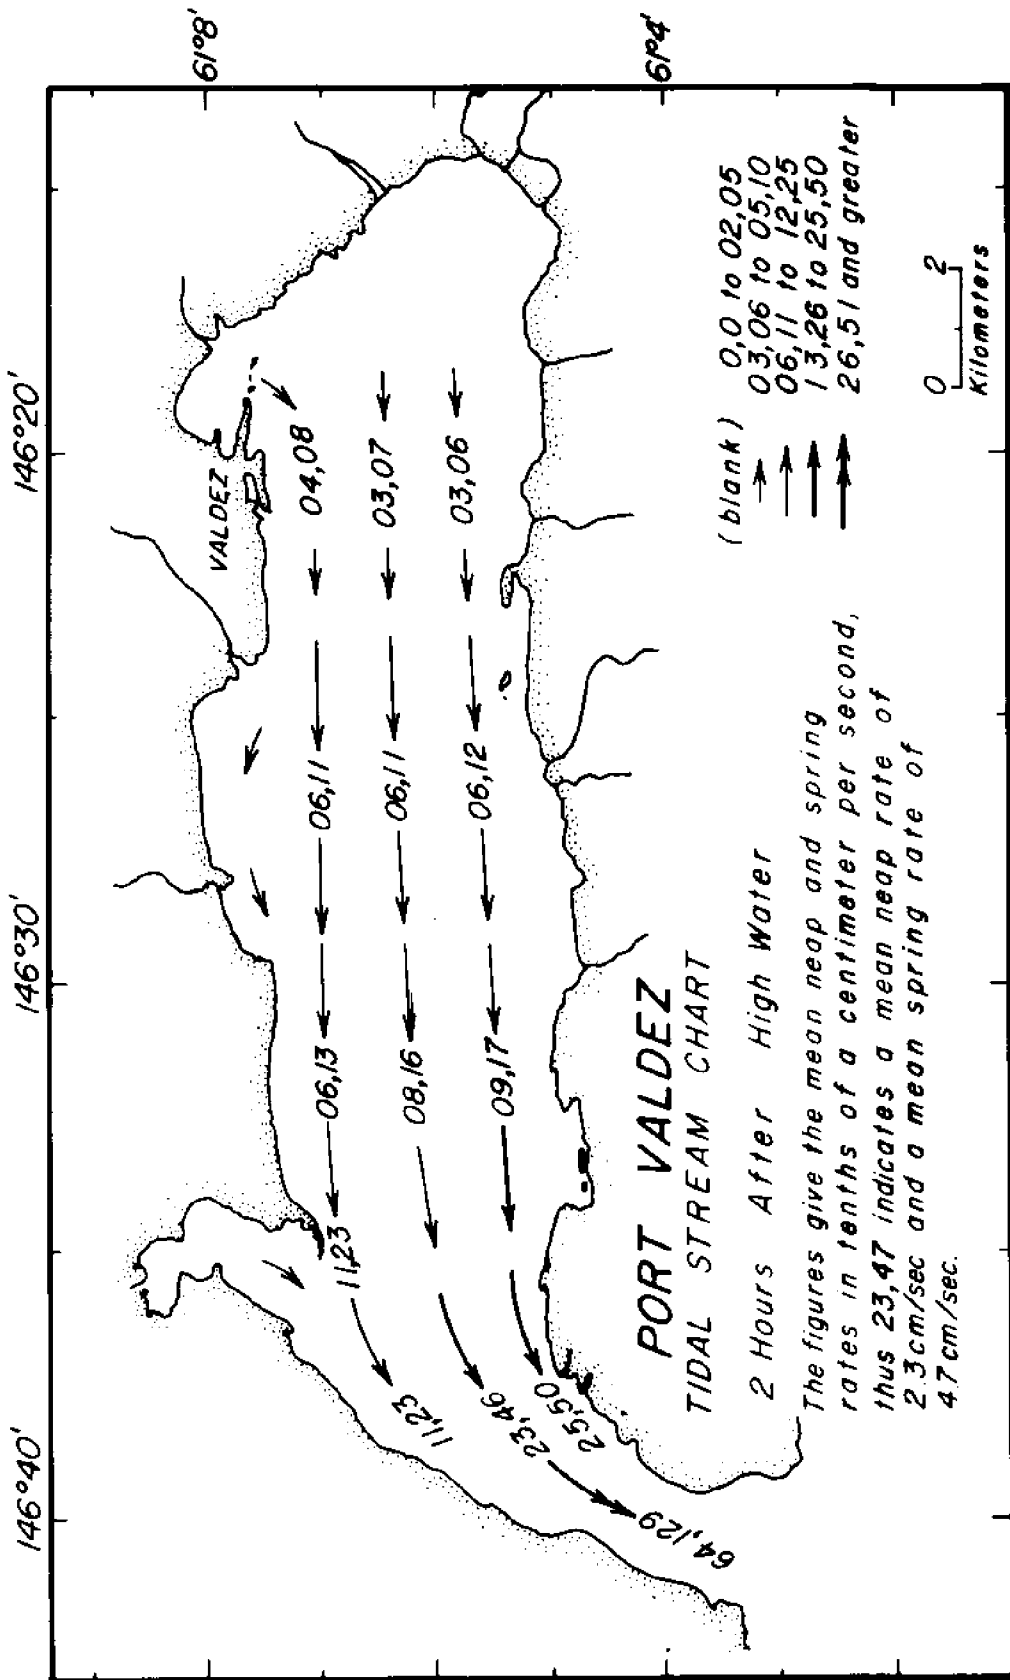 146°40'
146°30'
146°20'
61°8'
61°4'
VALDEZ
04,08
03,07
03,06
06,11
06,11
06,12
06,13
08,16
09,17
11,23
11,23
23,46
25,50
64,129
PORT VALDEZ
TIDAL STREAM CHART
2 Hours After High Water
The figures give the mean neap and spring
rates in tenths of a centimeter per second,
thus 23,47 indicates a mean neap rate of
2.3 cm/sec and a mean spring rate of
4.7 cm/sec.
(blank) 0,0 to 02,05
03,06 to 05,10
06,11 to 12,25
13,26 to 25,50
26,51 and greater
0 2
Kilometers